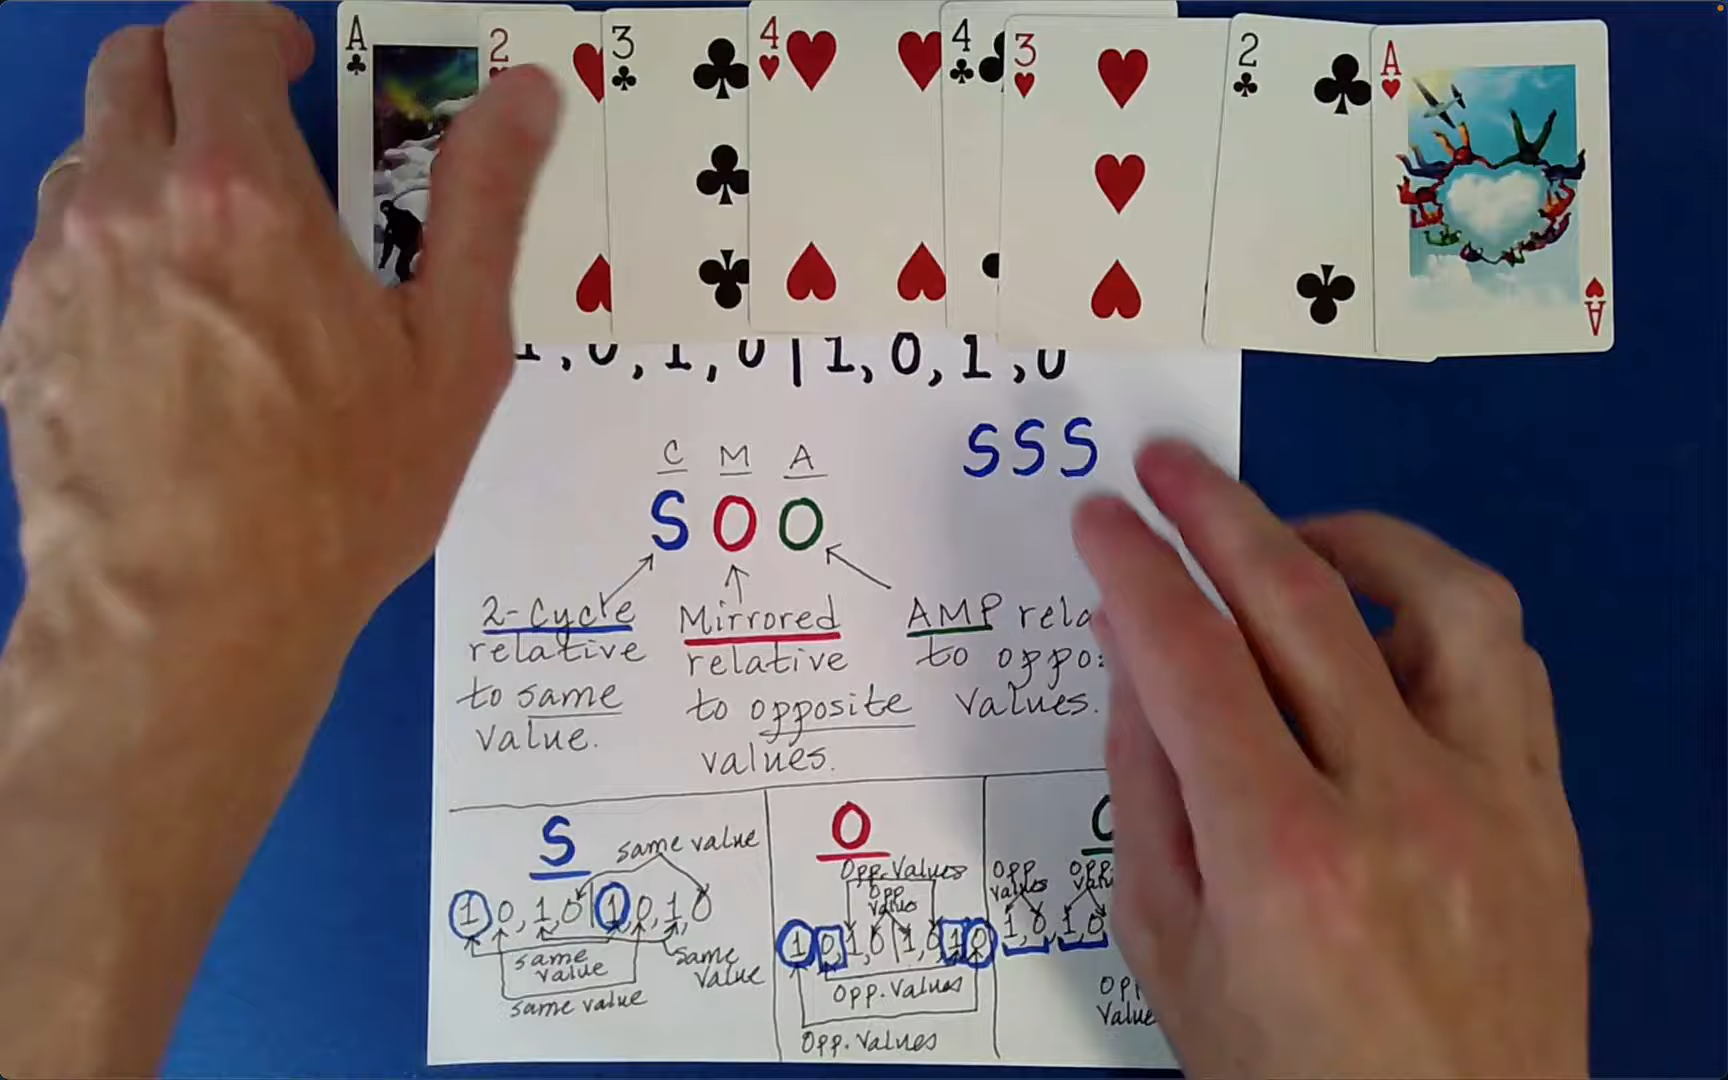 A 2 3 4 4 3 2 A
A
1,0,1,0|1,0,1,0
SSS
C M A
S O O
2-Cycle relative to same value.
Mirrored relative to opposite values.
AMP
to
values.
S
same value
1 0,1,0|1,0,1,0
same value
same value
same value
O
Opp. Values
Opp value
1 0,1,0|1,0 1 0
Opp. Values
Opp. Values
Opp values
1,0,1,0